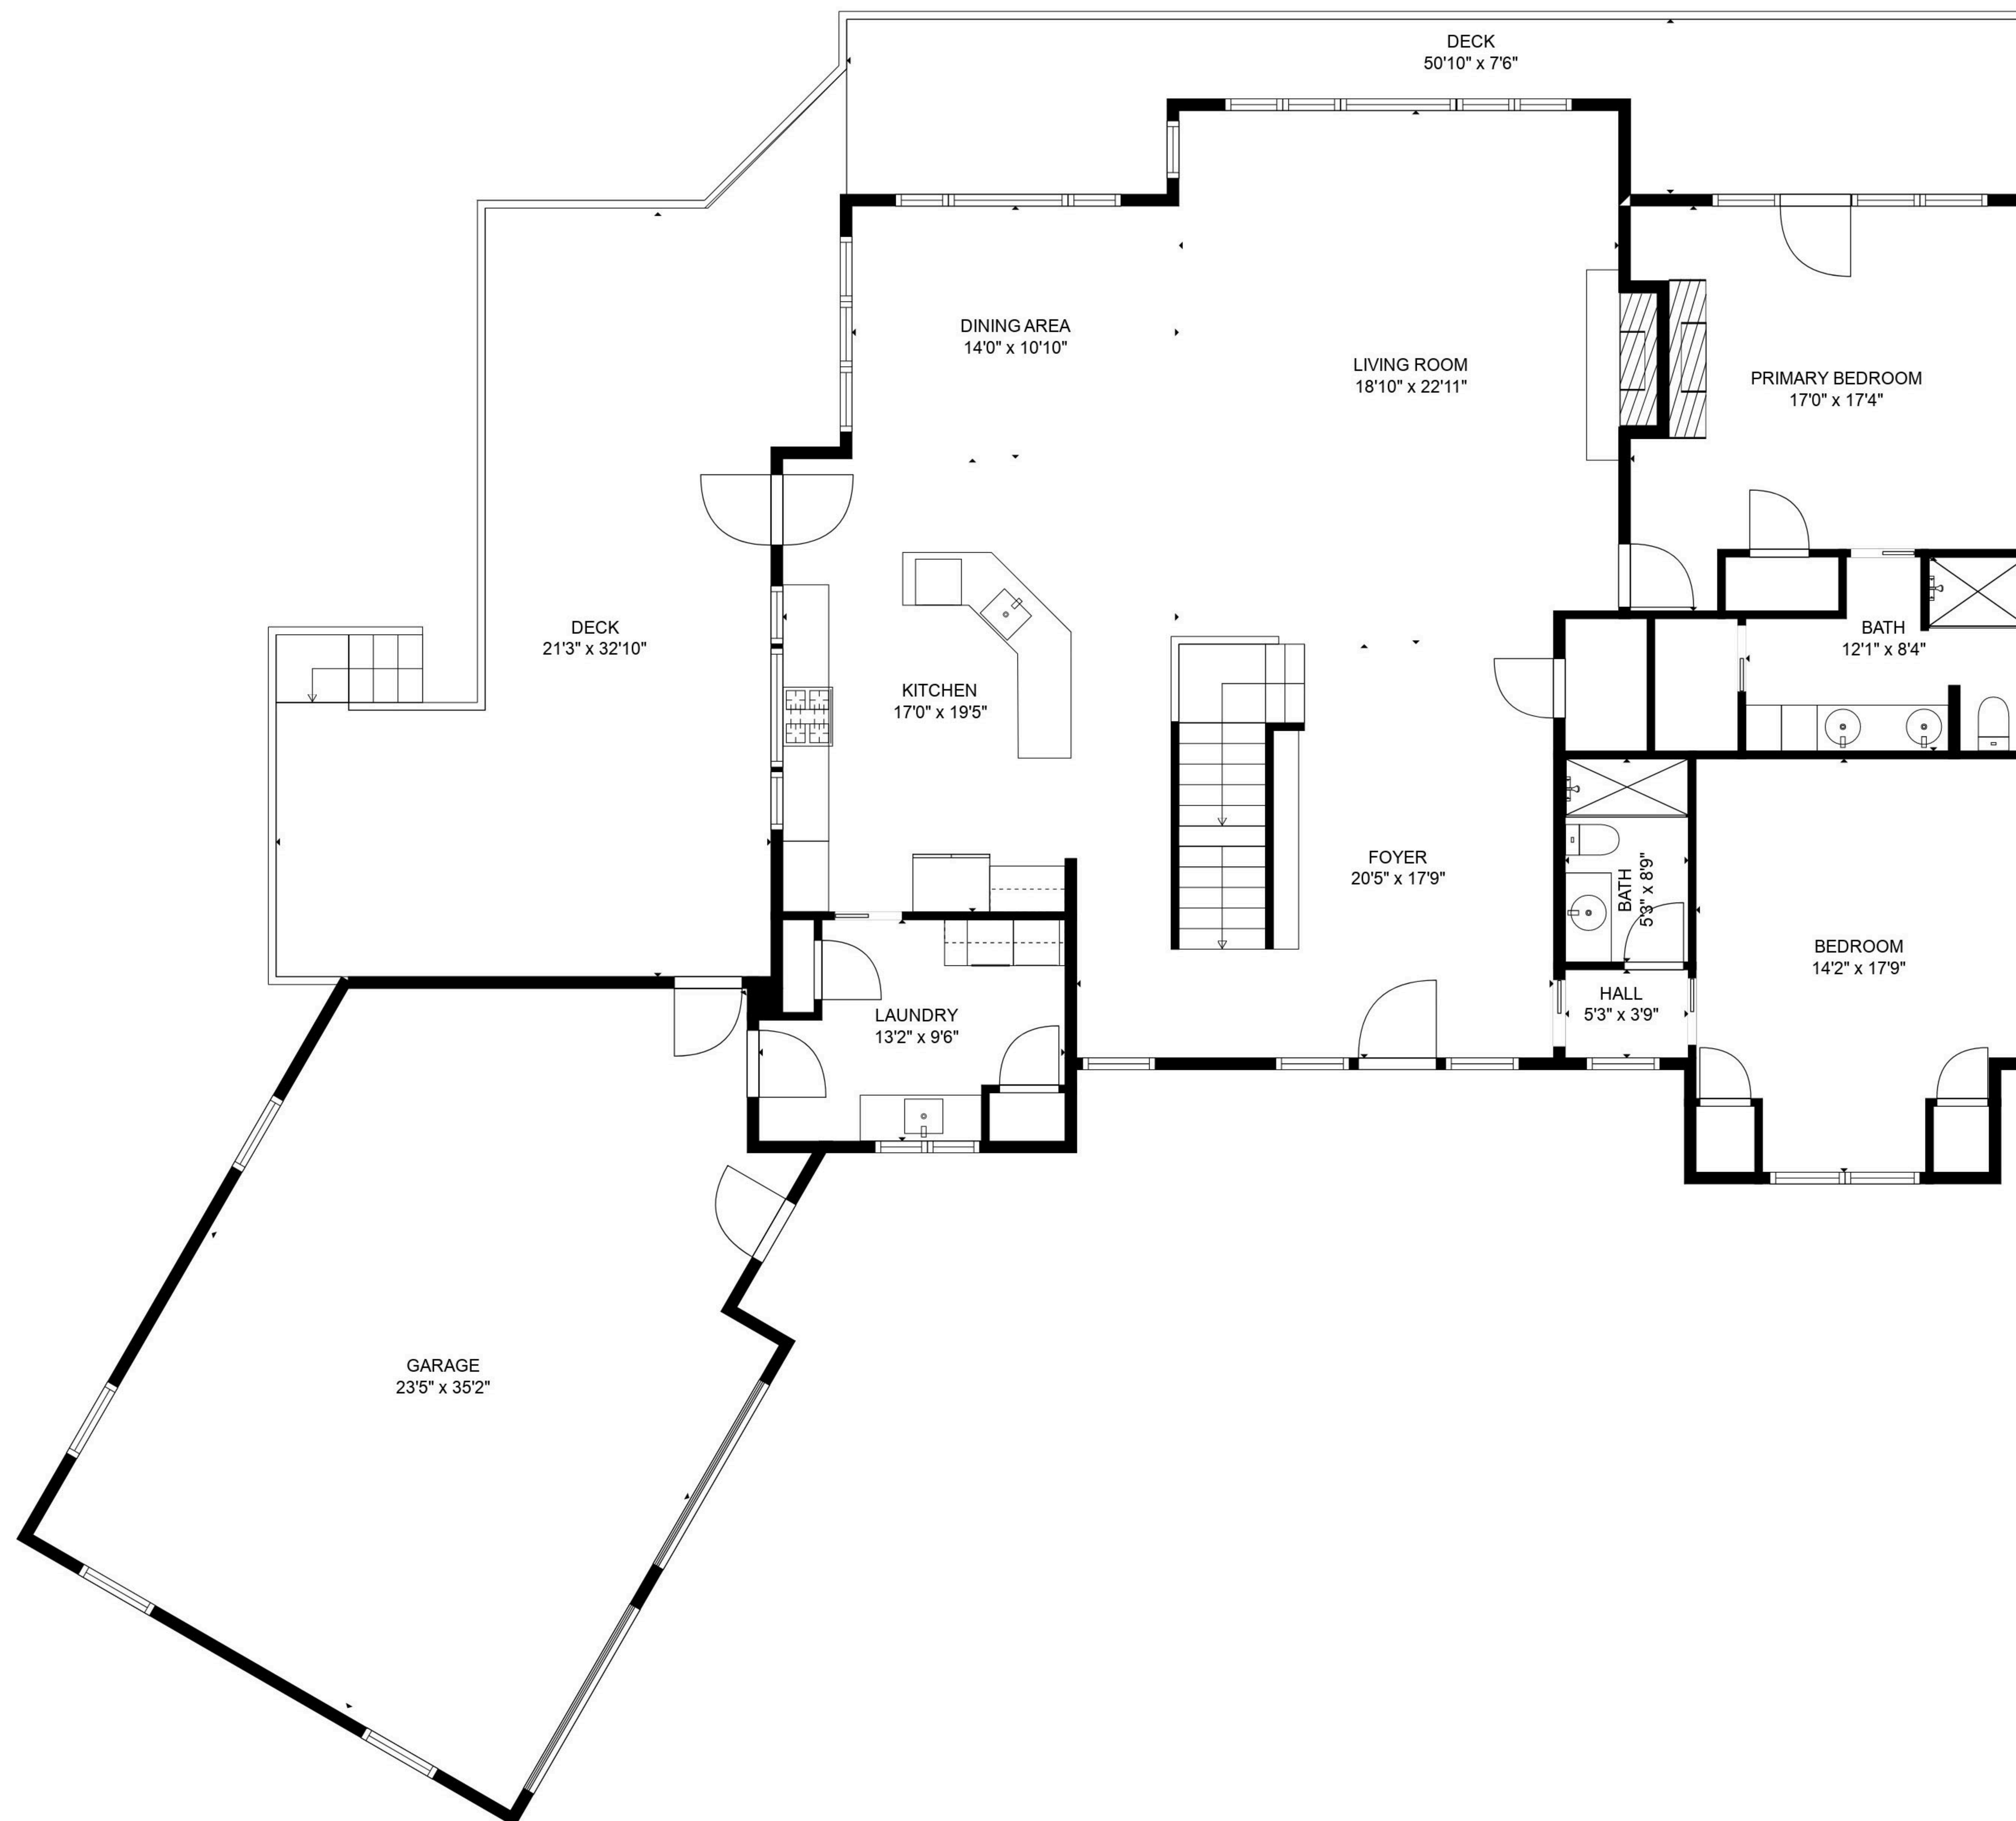 DECK
50'10" x 7'6"
DINING AREA
14'0" x 10'10"
LIVING ROOM
18'10" x 22'11"
PRIMARY BEDROOM
17'0" x 17'4"
DECK
21'3" x 32'10"
BATH
12'1" x 8'4"
KITCHEN
17'0" x 19'5"
FOYER
20'5" x 17'9"
BATH
5'3" x 8'9"
BEDROOM
14'2" x 17'9"
HALL
5'3" x 3'9"
LAUNDRY
13'2" x 9'6"
GARAGE
23'5" x 35'2"